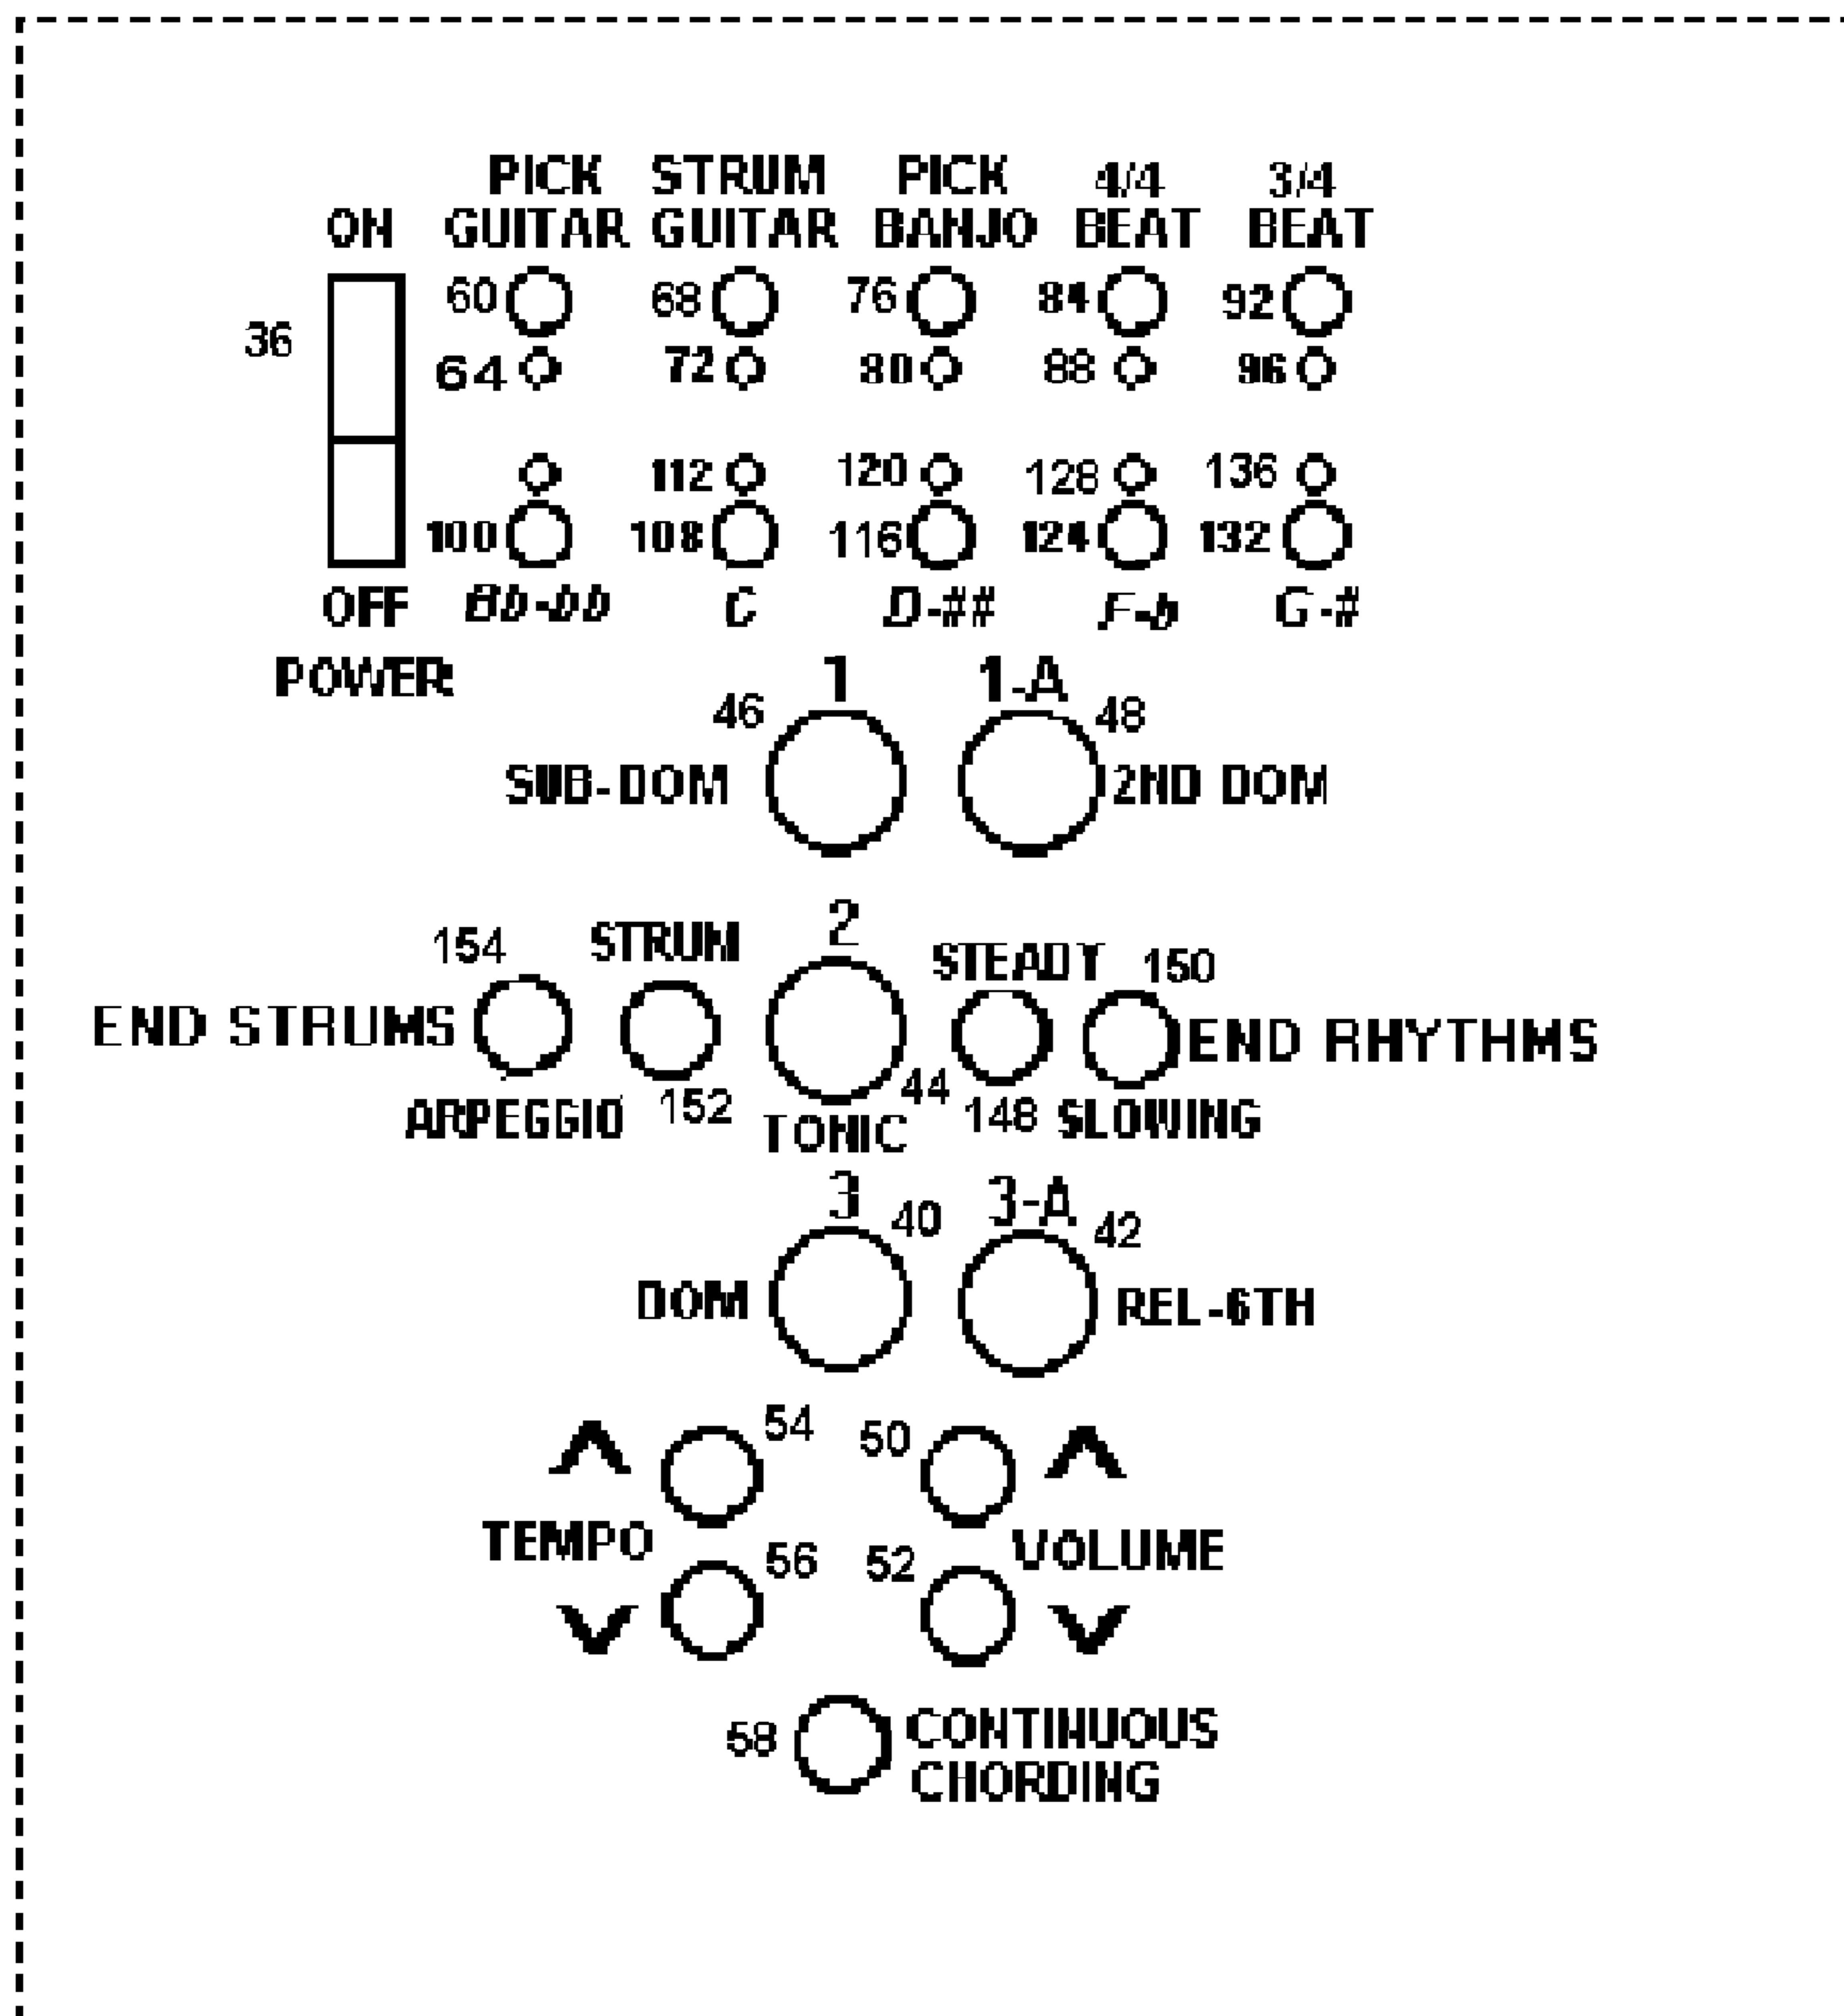 PICK STRUM PICK 4/4 3/4
ON GUITAR GUITAR BANJO BEAT BEAT
60 68 76 84 92
36
64 72 80 88 96
112 120 128 136
100 108 116 124 132
OFF C D-## F-b G-#
POWER
1 1-A
46 48
SUB-DOM 2ND DOM
2
154 STRUM STEADY 150
END STRUMS END RHYTHMS
44
ARPEGGIO 152 148 SLOWING
TONIC
3 3-A
40 42
DOM REL-6TH
54 50
TEMPO VOLUME
56 52
58 CONTINUOUS
CHORDING